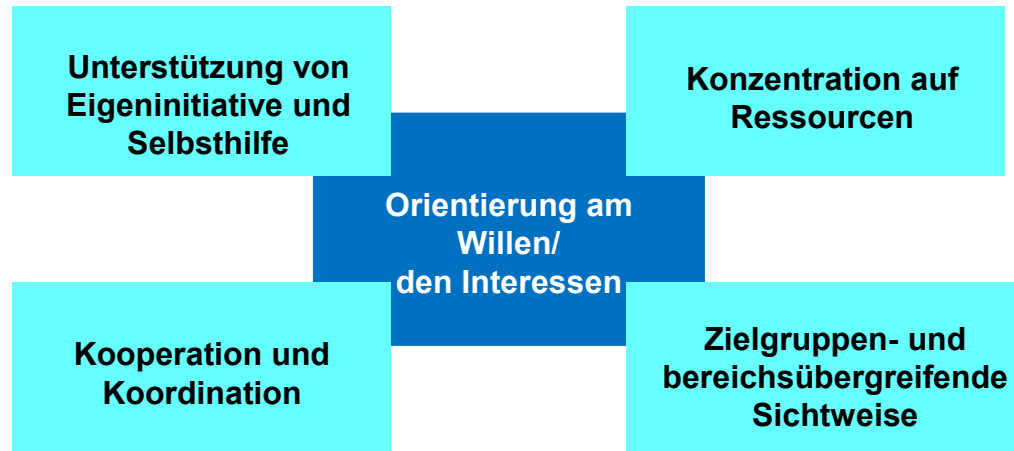 Unterstützung von
Eigeninitiative und
Selbsthilfe
Konzentration auf
Ressourcen
Orientierung am
Willen/
den Interessen
Kooperation und
Koordination
Zielgruppen- und
bereichsübergreifende
Sichtweise